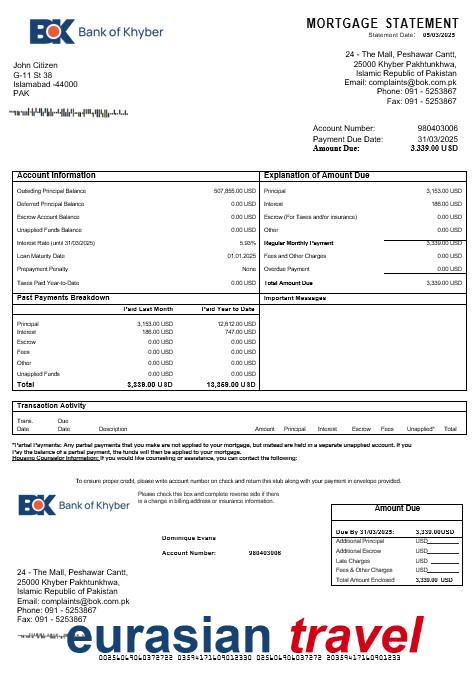 BOK Bank of Khyber
MORTGAGE STATEMENT
Statement Date: 05/03/2025
24 - The Mall, Peshawar Cantt,
25000 Khyber Pakhtunkhwa,
Islamic Republic of Pakistan
Email: complaints@bok.com.pk
Phone: 091 - 5253867
Fax: 091 - 5253867
John Citizen
G-11 St 38
Islamabad -44000
PAK
Account Number: 980403006
Payment Due Date: 31/03/2025
Amount Due: 3,339.00 USD
Account Information
Outsiding Principal Balance 507,855.00 USD
Deferred Principal Balance 0.00 USD
Escrow Account Balance 0.00 USD
Unapplied Funds Balance 0.00 USD
Interest Rate (until 31/03/2025) 5.93%
Loan Maturity Date 01.01.2025
Prepayment Penalty None
Taxes Paid Year-to-Date 0.00 USD
Explanation of Amount Due
Principal 3,153.00 USD
Interest 186.00 USD
Escrow (For Taxes and/or insurance) 0.00 USD
Other 0.00 USD
Regular Monthly Payment 3,339.00 USD
Fees and Other Charges 0.00 USD
Overdue Payment 0.00 USD
Total Amount Due 3,339.00 USD
Past Payments Breakdown
Paid Last Month Paid Year to Date
Principal 3,153.00 USD 12,612.00 USD
Interest 186.00 USD 747.00 USD
Escrow 0.00 USD 0.00 USD
Fees 0.00 USD 0.00 USD
Other 0.00 USD 0.00 USD
Unapplied Funds 0.00 USD 0.00 USD
Total 3,339.00 USD 13,359.00 USD
Important Messages
Transaction Activity
Trans. Date Due Date Description Amount Principal Interest Escrow Fees Unapplied* Total
*Partial Payments: Any partial payments that you make are not applied to your mortgage, but instead are held in a separate unapplied account. If you
Pay the balance of a partial payment, the funds will then be applied to your mortgage.
Housing Counselor Information: If you would like counseling or assistance, you can contact the following:
To ensure proper credit, please write account number on check and return this stub along with your payment in envelope provided.
BOK Bank of Khyber
Please check this box and complete reverse side if there
is a change in billing address or insurance information.
Dominique Evans
Account Number: 980403006
Amount Due
Due By 31/03/2025: 3,339.00USD
Additional Principal USD
Additional Escrow USD
Late Charges USD
Fees & Other Charges USD
Total Amount Enclosed 3,339.00 USD
24 - The Mall, Peshawar Cantt,
25000 Khyber Pakhtunkhwa,
Islamic Republic of Pakistan
Email: complaints@bok.com.pk
Phone: 091 - 5253867
Fax: 091 - 5253867
eurasian travel